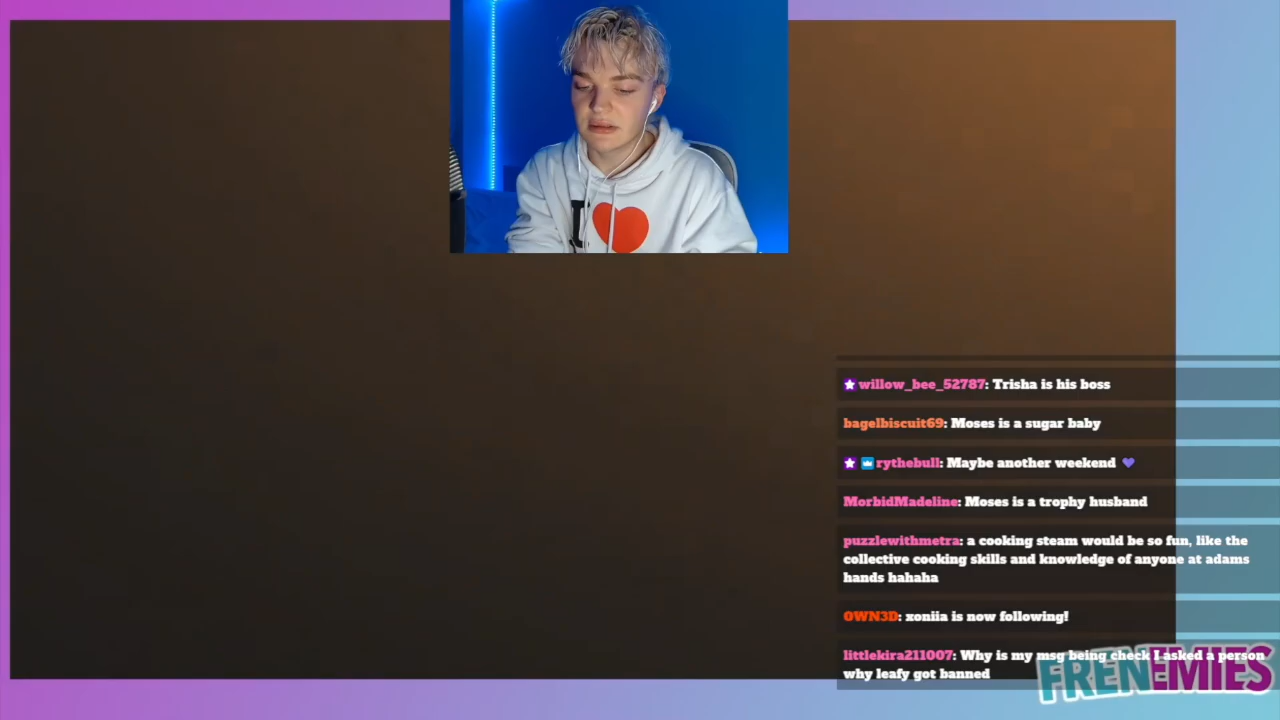 I
willow_bee_52787: Trisha is his boss
bagelbiscuit69: Moses is a sugar baby
rythebull: Maybe another weekend 💜
MorbidMadeline: Moses is a trophy husband
puzzlewithmetra: a cooking steam would be so fun, like the
collective cooking skills and knowledge of anyone at adams
hands hahaha
OWN3D: xoniia is now following!
littlekira211007: Why is my msg being check I asked a person
why leafy got banned
FRENEMIES